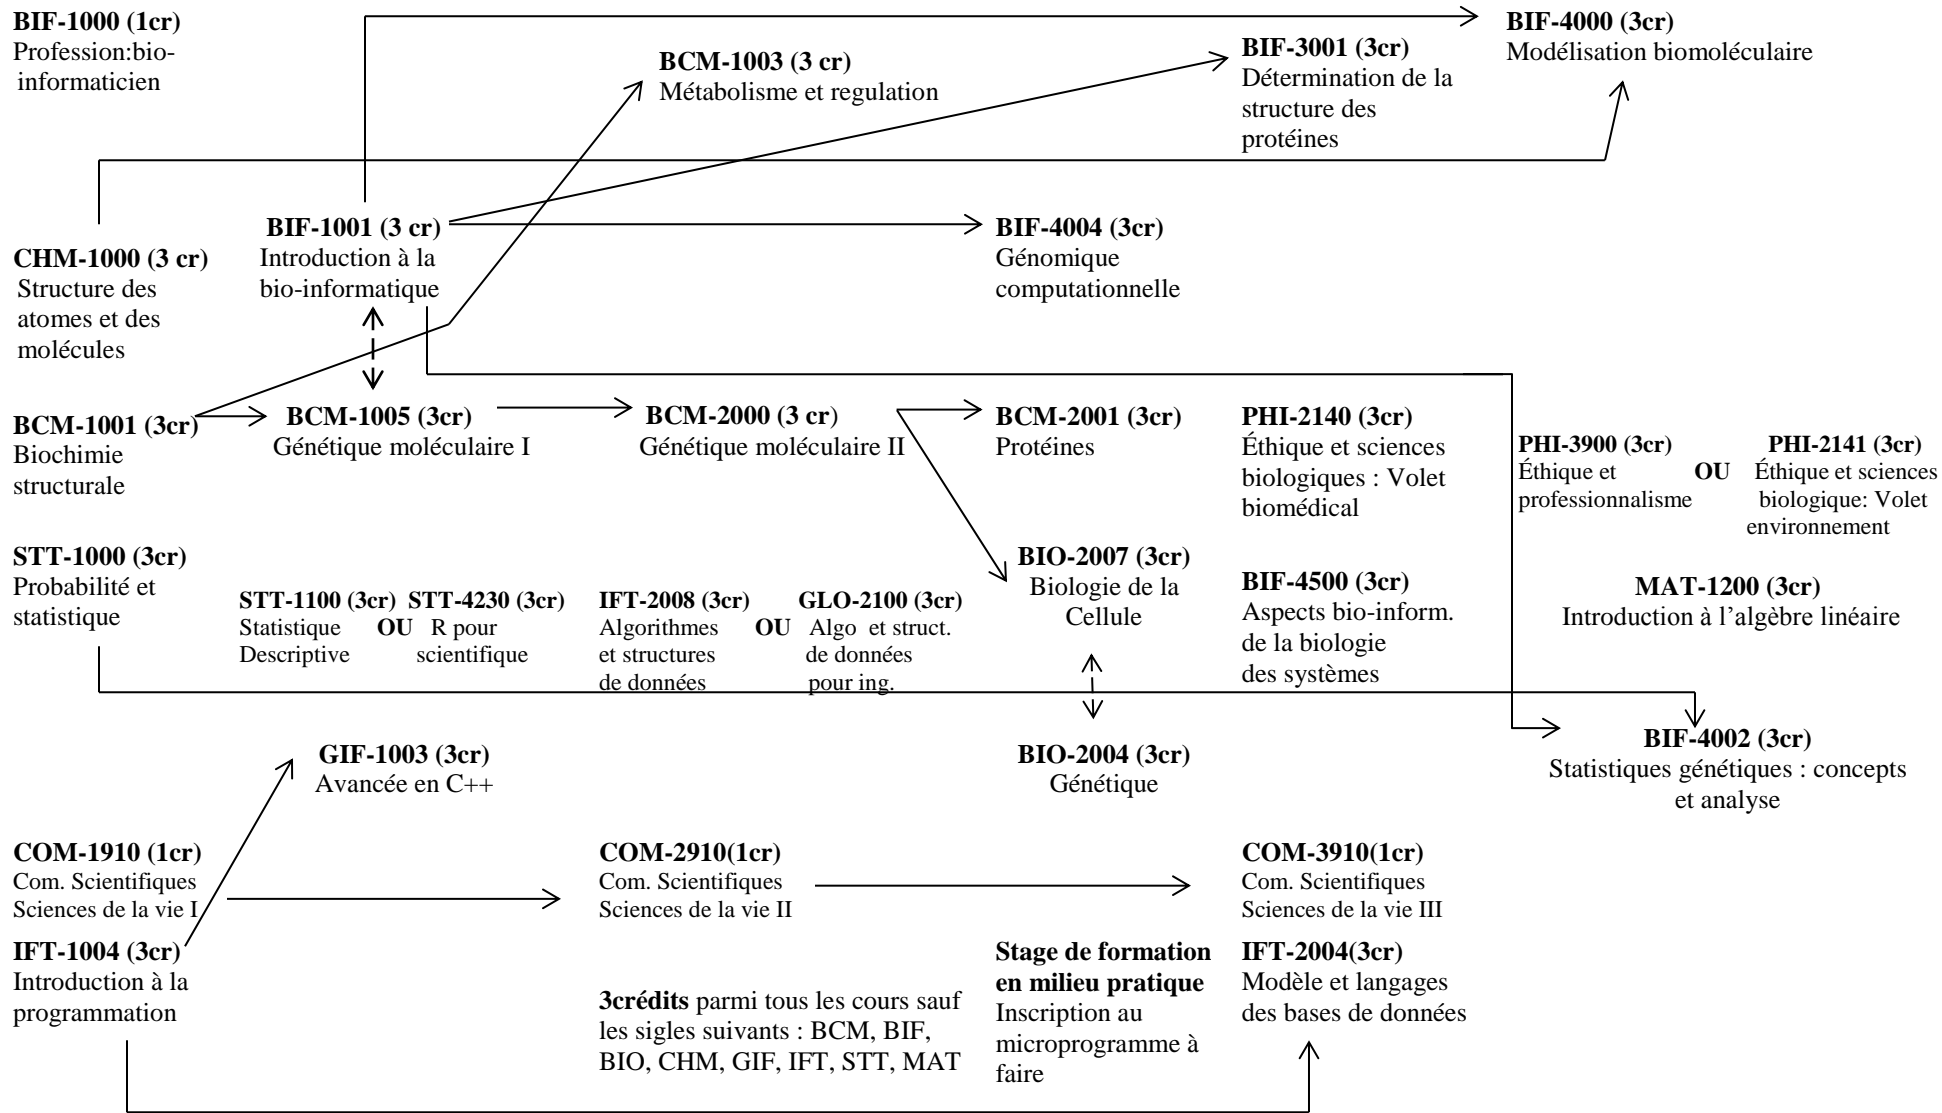 BIF-1000 (1cr)
Profession:bio-
informaticien
BCM-1003 (3 cr)
Métabolisme et regulation
BIF-3001 (3cr)
Détermination de la
structure des
protéines
BIF-4000 (3cr)
Modélisation biomoléculaire
CHM-1000 (3 cr)
Structure des
atomes et des
molécules
BIF-1001 (3 cr)
Introduction à la
bio-informatique
BIF-4004 (3cr)
Génomique
computationnelle
BCM-1001 (3cr)
Biochimie
structurale
BCM-1005 (3cr)
Génétique moléculaire I
BCM-2000 (3 cr)
Génétique moléculaire II
BCM-2001 (3cr)
Protéines
PHI-2140 (3cr)
Éthique et sciences
biologiques : Volet
biomédical
PHI-3900 (3cr)
Éthique et
professionnalisme
OU
PHI-2141 (3cr)
Éthique et sciences
biologique: Volet
environnement
STT-1000 (3cr)
Probabilité et
statistique
STT-1100 (3cr)
Statistique
Descriptive
OU
STT-4230 (3cr)
R pour
scientifique
IFT-2008 (3cr)
Algorithmes
et structures
de données
OU
GLO-2100 (3cr)
Algo et struct.
de données
pour ing.
BIO-2007 (3cr)
Biologie de la
Cellule
BIF-4500 (3cr)
Aspects bio-inform.
de la biologie
des systèmes
MAT-1200 (3cr)
Introduction à l’algèbre linéaire
GIF-1003 (3cr)
Avancée en C++
BIO-2004 (3cr)
Génétique
BIF-4002 (3cr)
Statistiques génétiques : concepts
et analyse
COM-1910 (1cr)
Com. Scientifiques
Sciences de la vie I
COM-2910(1cr)
Com. Scientifiques
Sciences de la vie II
COM-3910(1cr)
Com. Scientifiques
Sciences de la vie III
IFT-1004 (3cr)
Introduction à la
programmation
3crédits parmi tous les cours sauf
les sigles suivants : BCM, BIF,
BIO, CHM, GIF, IFT, STT, MAT
Stage de formation
en milieu pratique
Inscription au
microprogramme à
faire
IFT-2004(3cr)
Modèle et langages
des bases de données